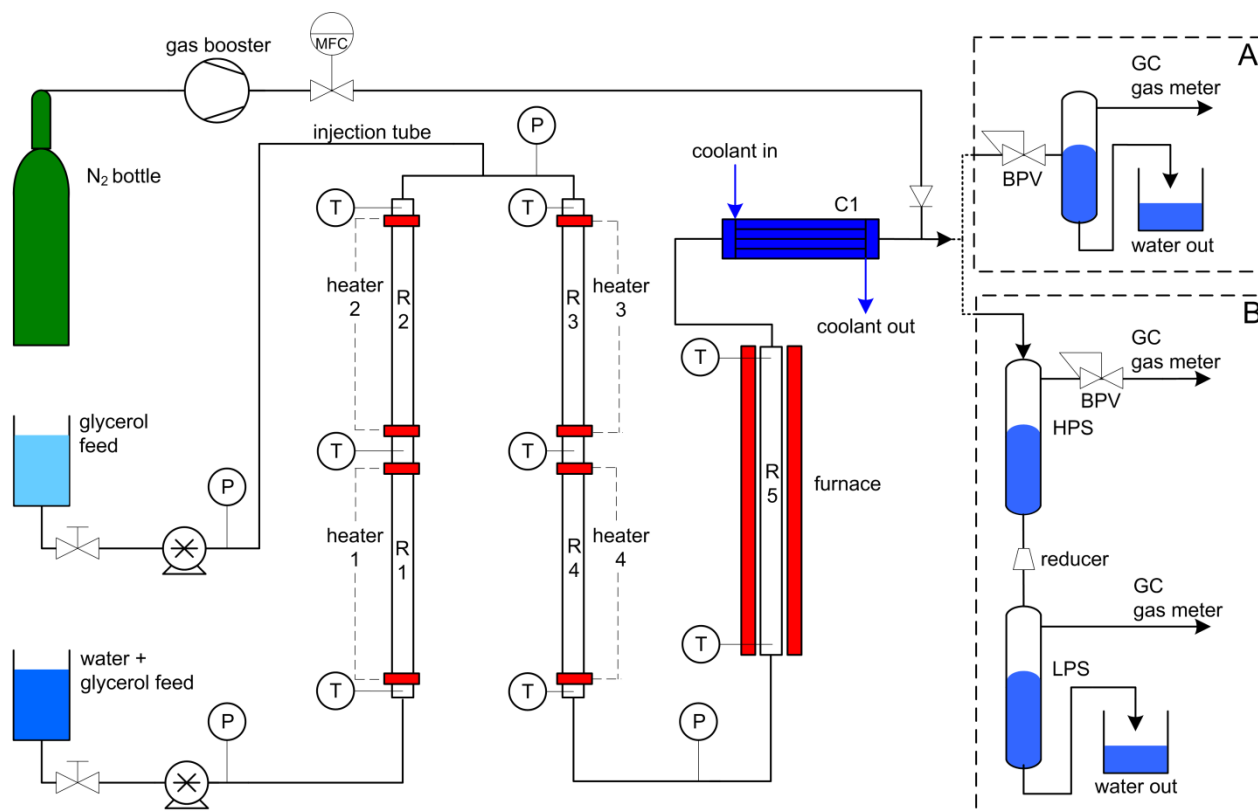 gas booster
MFC
N2 bottle
injection tube
P
T
T
heater
2
R
2
R
3
heater
3
T
T
heater
1
R
1
R
4
heater
4
T
T
glycerol
feed
P
water +
glycerol feed
P
coolant in
C1
coolant out
T
R
5
furnace
T
P
A
GC
gas meter
BPV
water out
B
GC
gas meter
BPV
HPS
reducer
GC
gas meter
LPS
water out